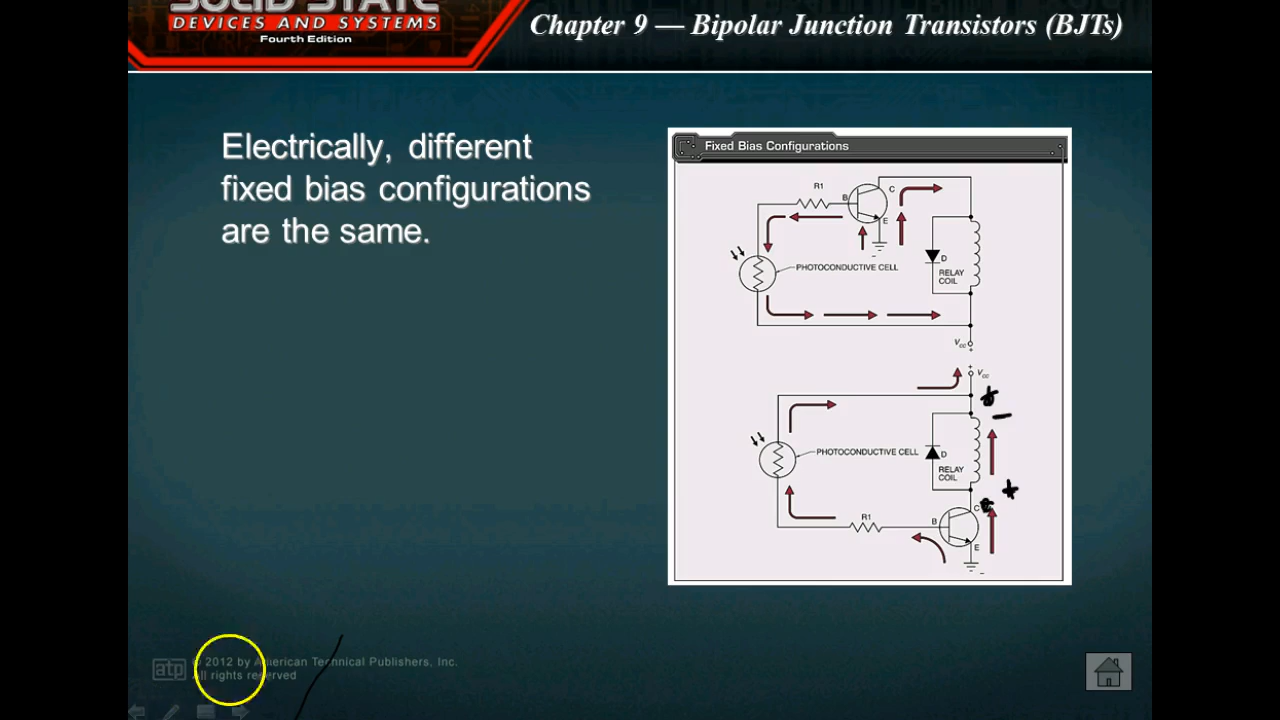 SOLID STATE
DEVICES AND SYSTEMS
Fourth Edition
Chapter 9 — Bipolar Junction Transistors (BJTs)
Electrically, different
fixed bias configurations
are the same.
Fixed Bias Configurations
R1
B
C
E
PHOTOCONDUCTIVE CELL
D
RELAY
COIL
Vcc
+
-
+
Vcc
+
-
PHOTOCONDUCTIVE CELL
D
RELAY
COIL
+
R1
B
C
E
-
atp
© 2012 by American Technical Publishers, Inc.
All rights reserved